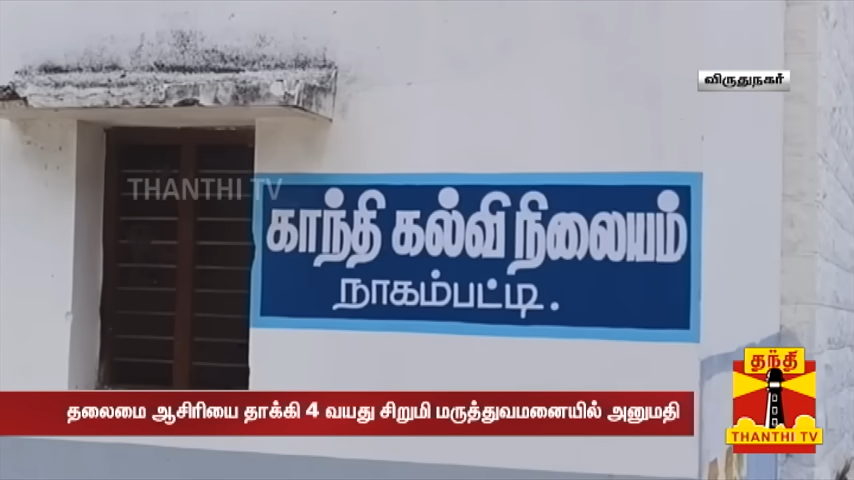 விருதுநகர்
THANTHI TV
காந்தி கல்வி நிலையம்
நாகம்பட்டி.
தலைமை ஆசிரியை தாக்கி 4 வயது சிறுமி மருத்துவமனையில் அனுமதி
தந்தி
THANTHI TV